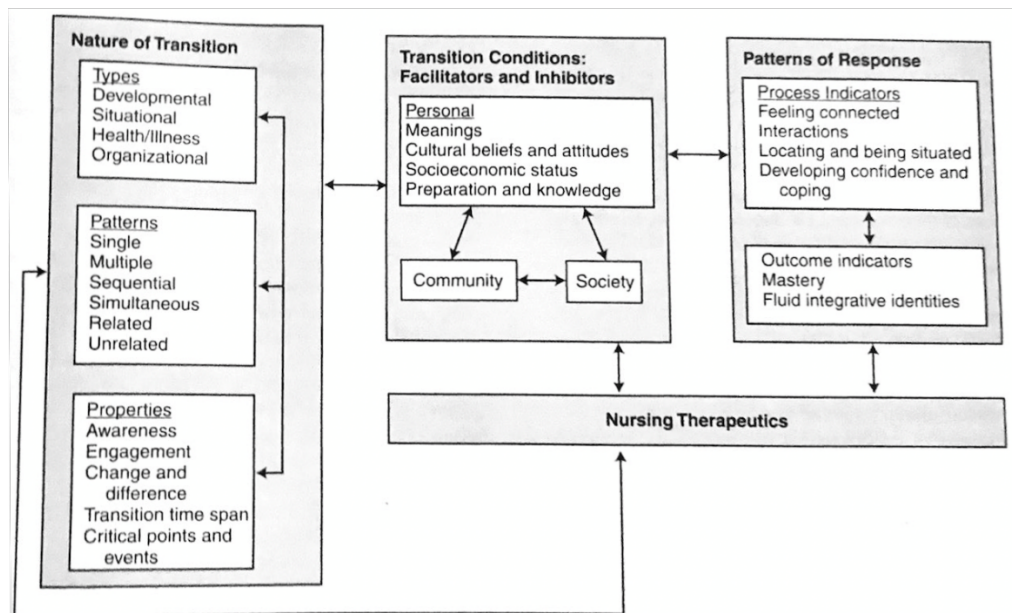 Nature of Transition
Types
Developmental
Situational
Health/Illness
Organizational
Patterns
Single
Multiple
Sequential
Simultaneous
Related
Unrelated
Properties
Awareness
Engagement
Change and
difference
Transition time span
Critical points and
events
Transition Conditions:
Facilitators and Inhibitors
Personal
Meanings
Cultural beliefs and attitudes
Socioeconomic status
Preparation and knowledge
Community
Society
Patterns of Response
Process Indicators
Feeling connected
Interactions
Locating and being situated
Developing confidence and
coping
Outcome indicators
Mastery
Fluid integrative identities
Nursing Therapeutics